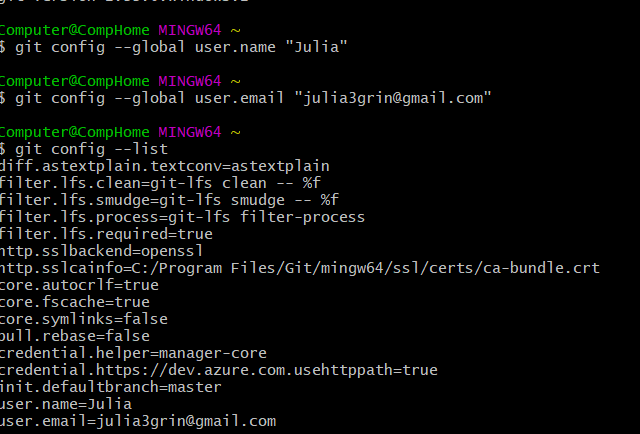 Computer@CompHome MINGW64 ~
$ git config --global user.name "Julia"
Computer@CompHome MINGW64 ~
$ git config --global user.email "julia3grin@gmail.com"
Computer@CompHome MINGW64 ~
$ git config --list
diff.astextplain.textconv=astextplain
filter.lfs.clean=git-lfs clean -- %f
filter.lfs.smudge=git-lfs smudge -- %f
filter.lfs.process=git-lfs filter-process
filter.lfs.required=true
http.sslbackend=openssl
http.sslcainfo=C:/Program Files/Git/mingw64/ssl/certs/ca-bundle.crt
core.autocrlf=true
core.fscache=true
core.symlinks=false
pull.rebase=false
credential.helper=manager-core
credential.https://dev.azure.com.usehttppath=true
init.defaultbranch=master
user.name=Julia
user.email=julia3grin@gmail.com